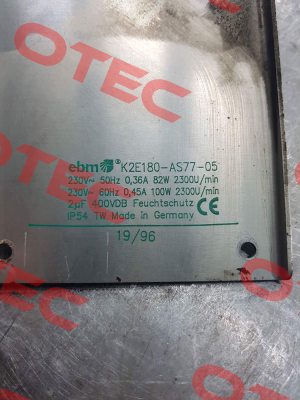 OTEC
ebm K2E180-AS77-05
230V~ 50Hz 0,36A 82W 2300U/min
230V~ 60Hz 0,45A 100W 2300U/min
2µF 400VDB Feuchtschutz CE
IP54 TW Made in Germany
19/96
OTEC
OTEC